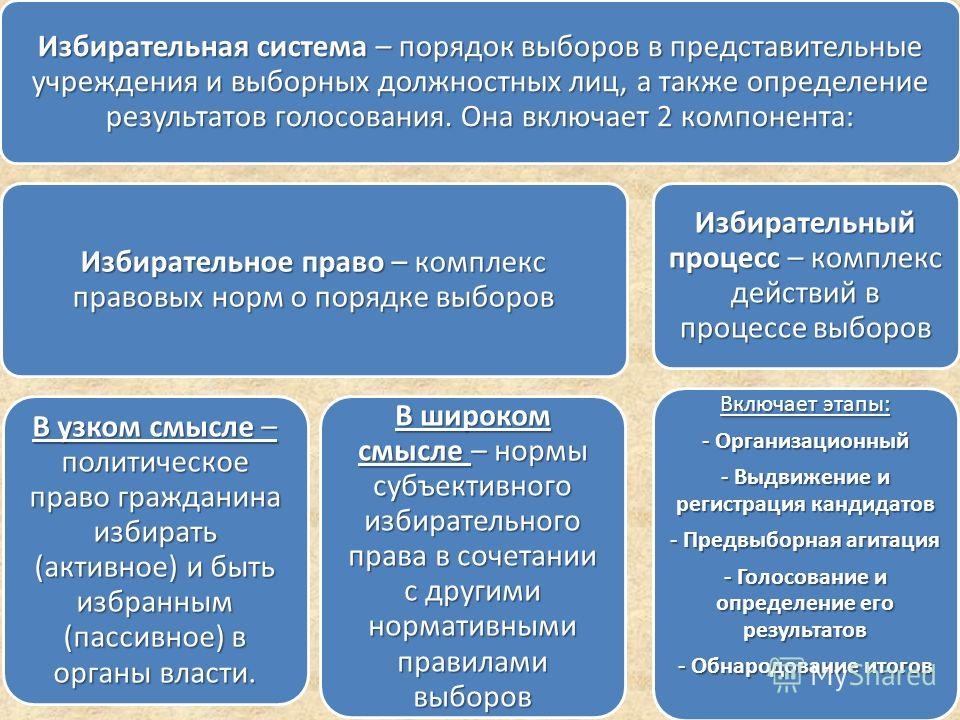 Избирательная система – порядок выборов в представительные
учреждения и выборных должностных лиц, а также определение
результатов голосования. Она включает 2 компонента:
Избирательное право – комплекс
правовых норм о порядке выборов
Избирательный
процесс – комплекс
действий в
процессе выборов
В узком смысле –
политическое
право гражданина
избирать
(активное) и быть
избранным
(пассивное) в
органы власти.
В широком
смысле – нормы
субъективного
избирательного
права в сочетании
с другими
нормативными
правилами
выборов
Включает этапы:
- Организационный
- Выдвижение и
регистрация кандидатов
- Предвыборная агитация
- Голосование и
определение его
результатов
- Обнародование итогов
MyShared